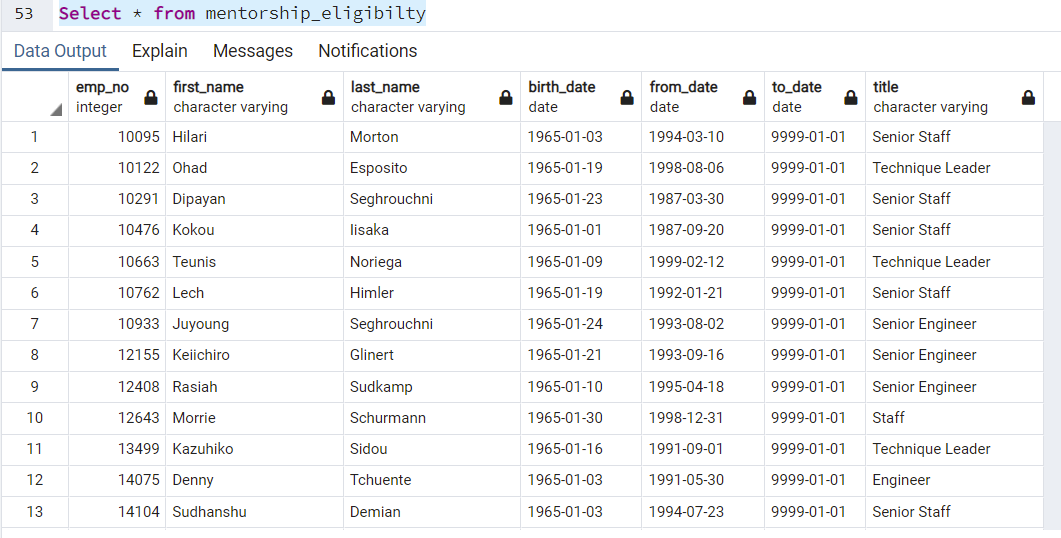 53 Select * from mentorship_eligibilty
Data Output Explain Messages Notifications
emp_no first_name last_name birth_date from_date to_date title
integer character varying character varying date date date character varying
1 10095 Hilari Morton 1965-01-03 1994-03-10 9999-01-01 Senior Staff
2 10122 Ohad Esposito 1965-01-19 1998-08-06 9999-01-01 Technique Leader
3 10291 Dipayan Seghrouchni 1965-01-23 1987-03-30 9999-01-01 Senior Staff
4 10476 Kokou Iisaka 1965-01-01 1987-09-20 9999-01-01 Senior Staff
5 10663 Teunis Noriega 1965-01-09 1999-02-12 9999-01-01 Technique Leader
6 10762 Lech Himler 1965-01-19 1992-01-21 9999-01-01 Senior Staff
7 10933 Juyoung Seghrouchni 1965-01-24 1993-08-02 9999-01-01 Senior Engineer
8 12155 Keiichiro Glinert 1965-01-21 1993-09-16 9999-01-01 Senior Engineer
9 12408 Rasiah Sudkamp 1965-01-10 1995-04-18 9999-01-01 Senior Engineer
10 12643 Morrie Schurmann 1965-01-30 1998-12-31 9999-01-01 Staff
11 13499 Kazuhiko Sidou 1965-01-16 1991-09-01 9999-01-01 Technique Leader
12 14075 Denny Tchuente 1965-01-03 1991-05-30 9999-01-01 Engineer
13 14104 Sudhanshu Demian 1965-01-03 1994-07-23 9999-01-01 Senior Staff